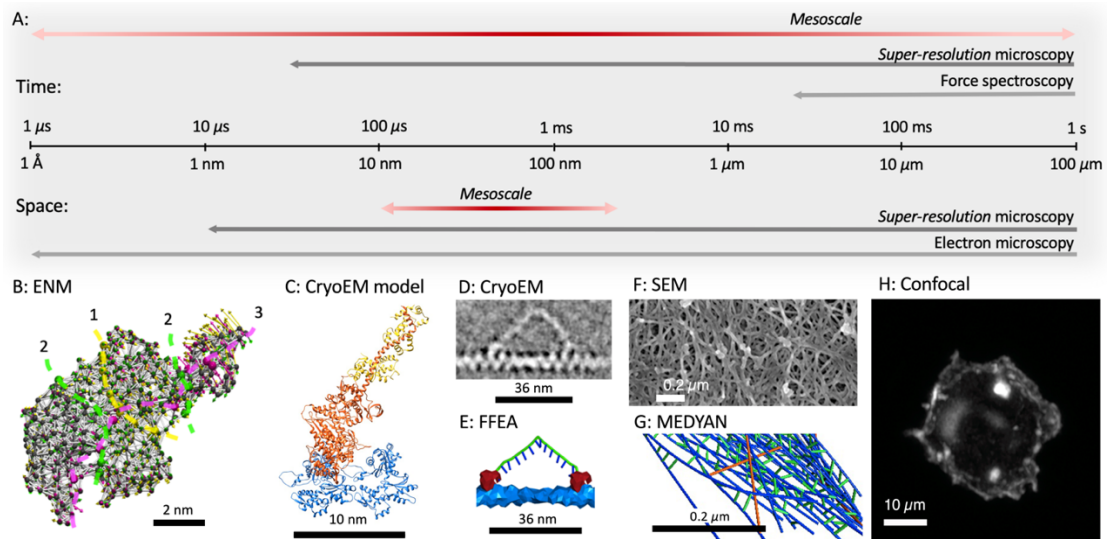 A:
Mesoscale
Super-resolution microscopy
Time:
Force spectroscopy
1 µs 10 µs 100 µs 1 ms 10 ms 100 ms 1 s
1 Å 1 nm 10 nm 100 nm 1 µm 10 µm 100 µm
Mesoscale
Space:
Super-resolution microscopy
Electron microscopy
B: ENM
1
2
2
3
2 nm
C: CryoEM model
10 nm
D: CryoEM
36 nm
E: FFEA
36 nm
F: SEM
0.2 µm
G: MEDYAN
0.2 µm
H: Confocal
10 µm